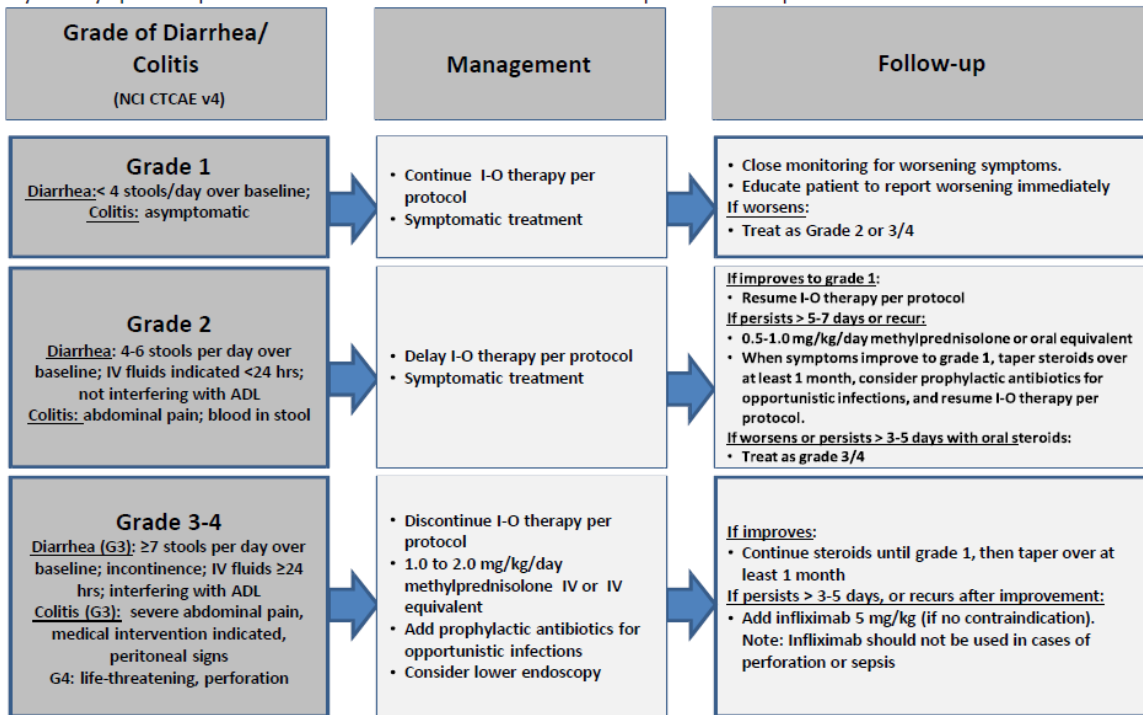 Grade of Diarrhea/
Colitis
(NCI CTCAE v4)
Management
Follow-up
Grade 1
Diarrhea:< 4 stools/day over baseline;
Colitis: asymptomatic
• Continue I-O therapy per
protocol
• Symptomatic treatment
• Close monitoring for worsening symptoms.
• Educate patient to report worsening immediately
If worsens:
• Treat as Grade 2 or 3/4
Grade 2
Diarrhea: 4-6 stools per day over
baseline; IV fluids indicated <24 hrs;
not interfering with ADL
Colitis: abdominal pain; blood in stool
• Delay I-O therapy per protocol
• Symptomatic treatment
If improves to grade 1:
• Resume I-O therapy per protocol
If persists > 5-7 days or recur:
• 0.5-1.0 mg/kg/day methylprednisolone or oral equivalent
• When symptoms improve to grade 1, taper steroids over
at least 1 month, consider prophylactic antibiotics for
opportunistic infections, and resume I-O therapy per
protocol.
If worsens or persists > 3-5 days with oral steroids:
• Treat as grade 3/4
Grade 3-4
Diarrhea (G3): ≥7 stools per day over
baseline; incontinence; IV fluids ≥24
hrs; interfering with ADL
Colitis (G3): severe abdominal pain,
medical intervention indicated,
peritoneal signs
G4: life-threatening, perforation
• Discontinue I-O therapy per
protocol
• 1.0 to 2.0 mg/kg/day
methylprednisolone IV or IV
equivalent
• Add prophylactic antibiotics for
opportunistic infections
• Consider lower endoscopy
If improves:
• Continue steroids until grade 1, then taper over at
least 1 month
If persists > 3-5 days, or recurs after improvement:
• Add infliximab 5 mg/kg (if no contraindication).
Note: Infliximab should not be used in cases of
perforation or sepsis